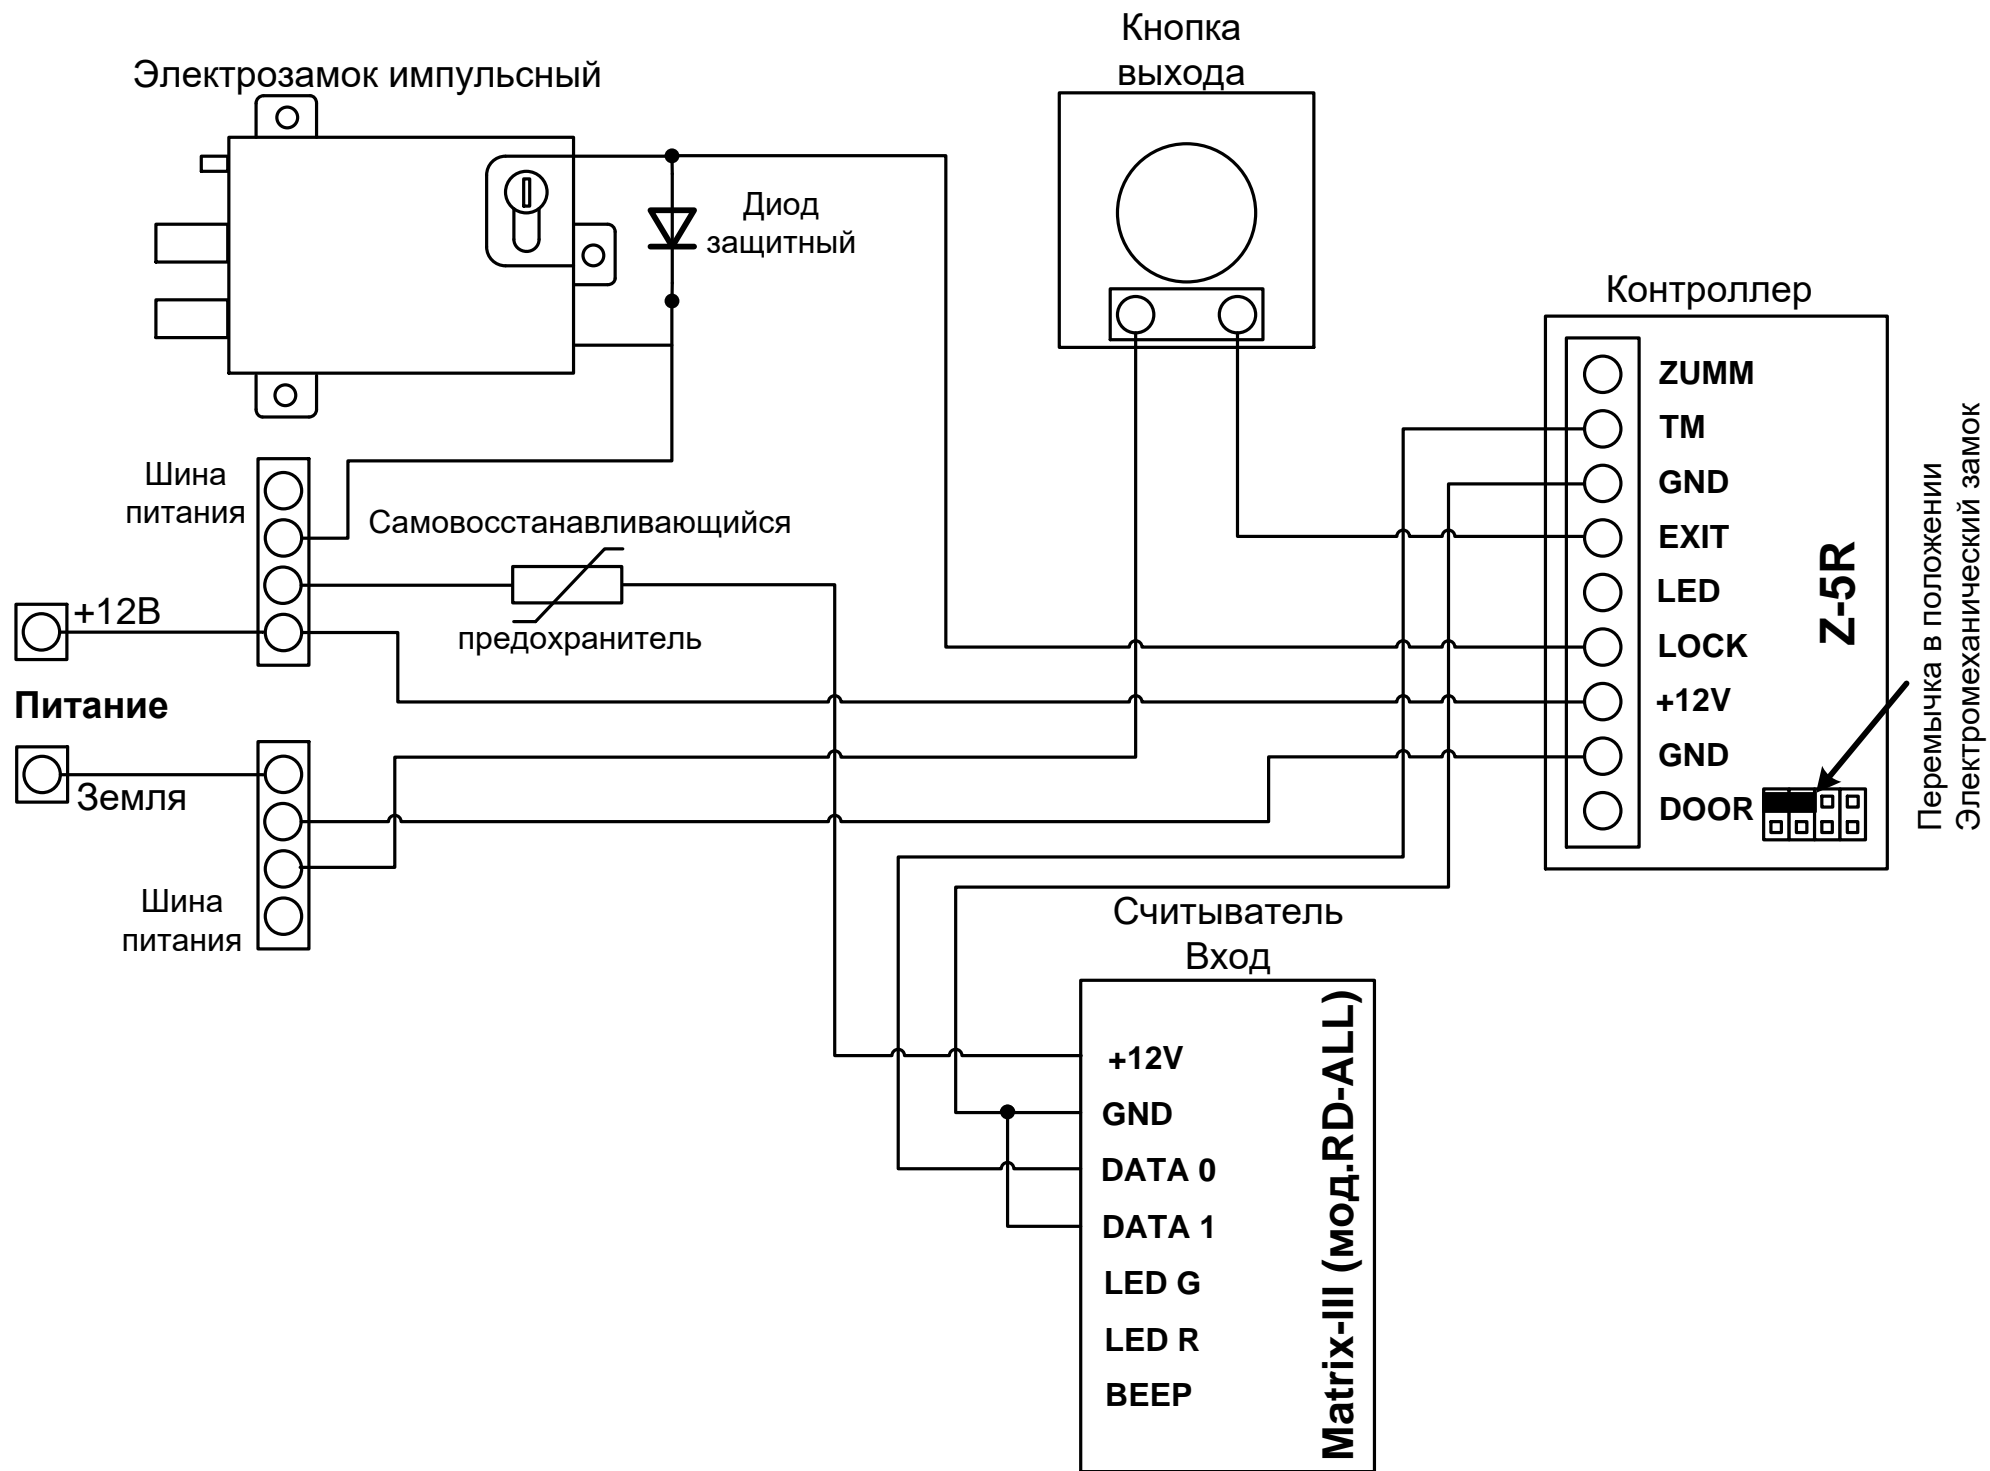 Кнопка
выхода
Электрозамок импульсный
Диод
защитный
Контроллер
ZUMM
TM
GND
EXIT
LED
LOCK
+12V
GND
DOOR
Z-5R
Перемычка в положении
Электромеханический замок
Шина
питания
Самовосстанавливающийся
предохранитель
+12В
Питание
Земля
Шина
питания
Считыватель
Вход
+12V
GND
DATA 0
DATA 1
LED G
LED R
BEEP
Matrix-III (мод.RD-ALL)